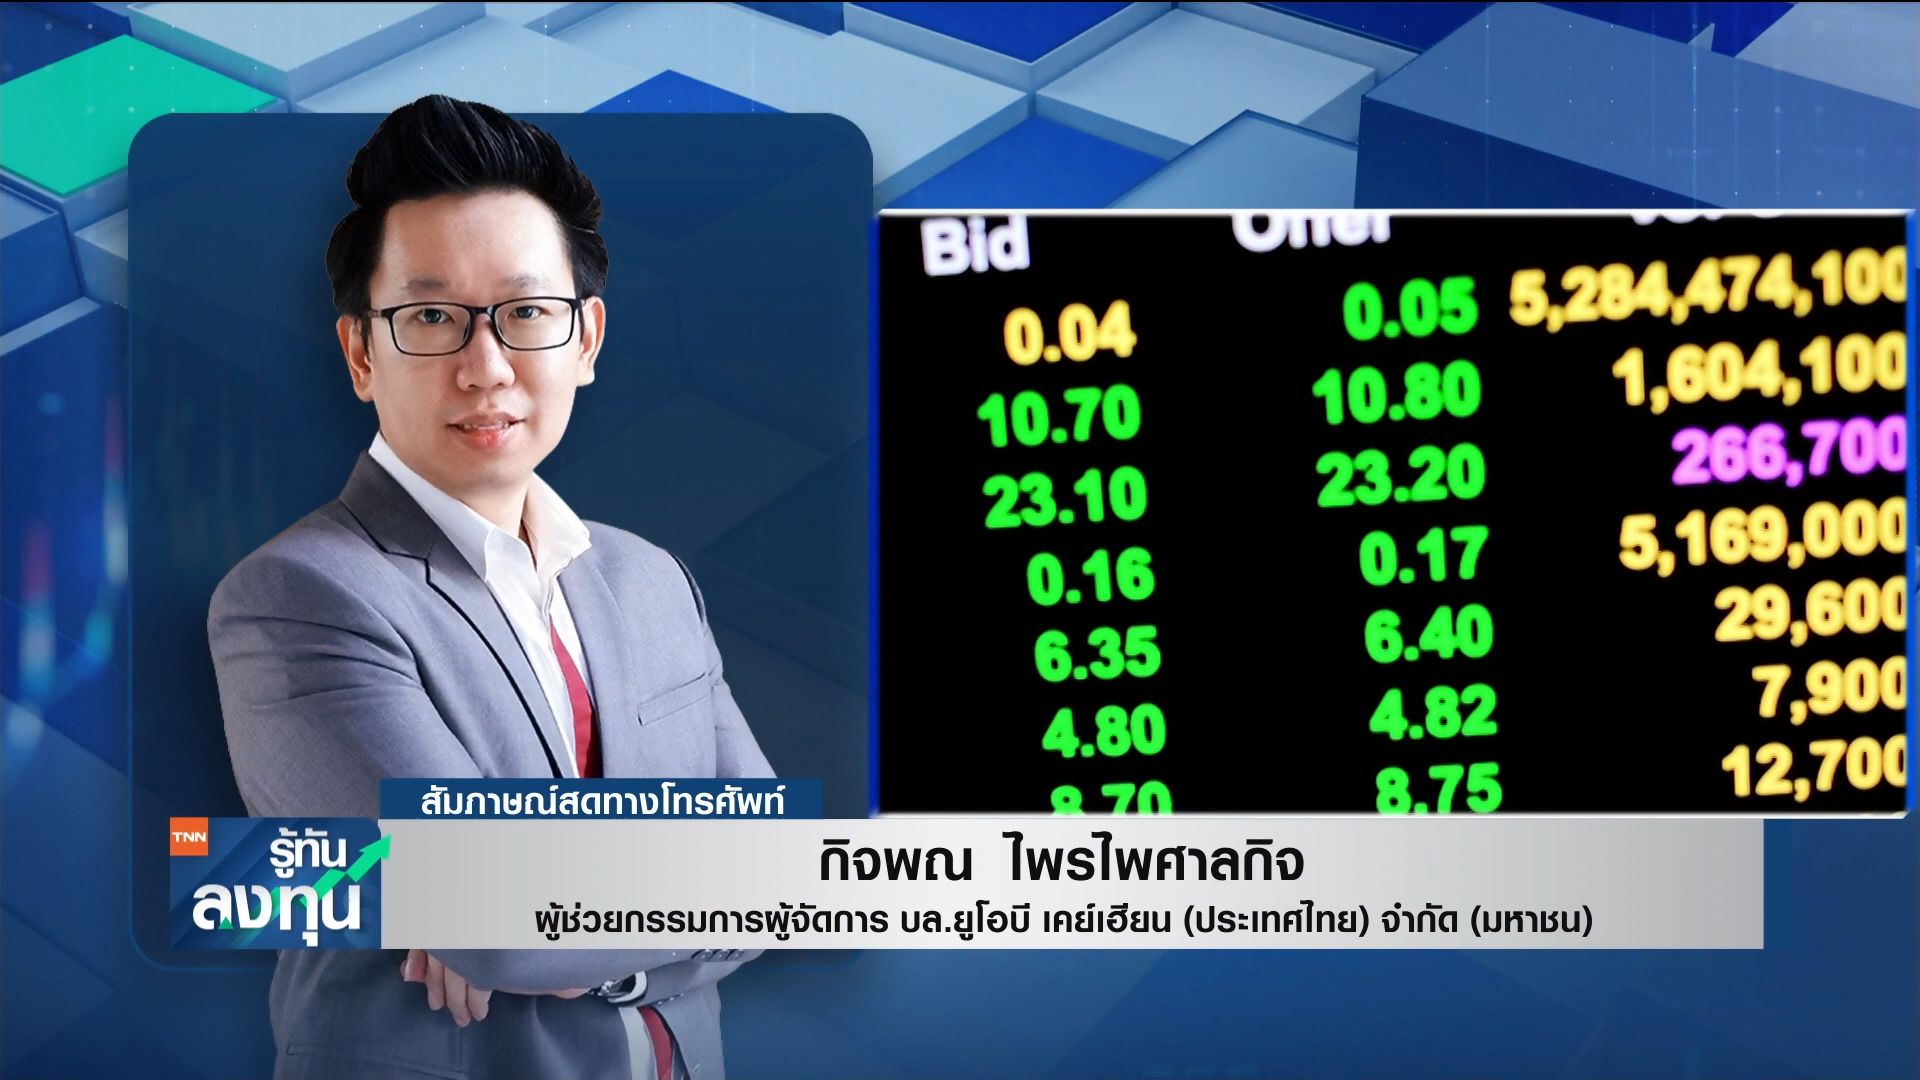 Bid Offer
0.04 0.05 5,284,474,100
10.70 10.80 1,604,100
23.10 23.20 266,700
0.16 0.17 5,169,000
6.35 6.40 29,600
4.80 4.82 7,900
8.70 8.75 12,700
สัมภาษณ์สดทางโทรศัพท์
TNN
รู้ทัน
ลงทุน
กิจพณ ไพรไพศาลกิจ
ผู้ช่วยกรรมการผู้จัดการ บล.ยูโอบี เคย์เฮียน (ประเทศไทย) จำกัด (มหาชน)